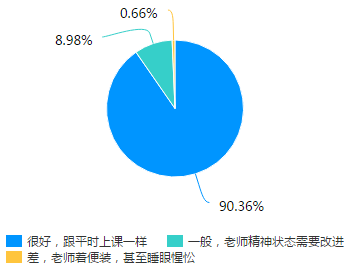 0.66%
8.98%
90.36%
很好，跟平时上课一样
一般，老师精神状态需要改进
差，老师着便装，甚至睡眼惺忪